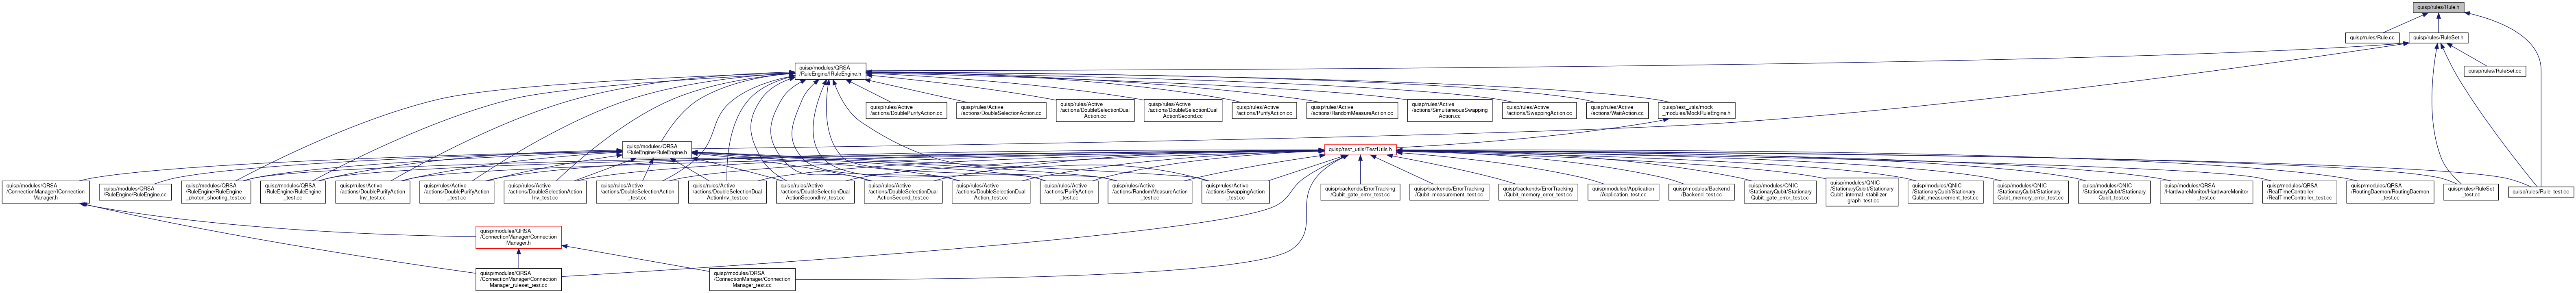 quisp/rules/Rule.h
quisp/rules/Rule.cc
quisp/rules/RuleSet.h
quisp/modules/QRSA
/RuleEngine/IRuleEngine.h
quisp/rules/RuleSet.cc
quisp/rules/Active
/actions/DoublePurifyAction.cc
quisp/rules/Active
/actions/DoubleSelectionAction.cc
quisp/rules/Active
/actions/DoubleSelectionDual
Action.cc
quisp/rules/Active
/actions/DoubleSelectionDual
ActionSecond.cc
quisp/rules/Active
/actions/PurifyAction.cc
quisp/rules/Active
/actions/RandomMeasureAction.cc
quisp/rules/Active
/actions/SimultaneousSwapping
Action.cc
quisp/rules/Active
/actions/SwappingAction.cc
quisp/rules/Active
/actions/WaitAction.cc
quisp/test_utils/mock
_modules/MockRuleEngine.h
quisp/modules/QRSA
/RuleEngine/RuleEngine.h
quisp/test_utils/TestUtils.h
quisp/modules/QRSA
/ConnectionManager/IConnection
Manager.h
quisp/modules/QRSA
/RuleEngine/RuleEngine.cc
quisp/modules/QRSA
/RuleEngine/RuleEngine
_photon_shooting_test.cc
quisp/modules/QRSA
/RuleEngine/RuleEngine
_test.cc
quisp/rules/Active
/actions/DoublePurifyAction
Inv_test.cc
quisp/rules/Active
/actions/DoublePurifyAction
_test.cc
quisp/rules/Active
/actions/DoubleSelectionAction
Inv_test.cc
quisp/rules/Active
/actions/DoubleSelectionAction
_test.cc
quisp/rules/Active
/actions/DoubleSelectionDual
ActionInv_test.cc
quisp/rules/Active
/actions/DoubleSelectionDual
ActionSecondInv_test.cc
quisp/rules/Active
/actions/DoubleSelectionDual
ActionSecond_test.cc
quisp/rules/Active
/actions/DoubleSelectionDual
Action_test.cc
quisp/rules/Active
/actions/PurifyAction
_test.cc
quisp/rules/Active
/actions/RandomMeasureAction
_test.cc
quisp/rules/Active
/actions/SwappingAction
_test.cc
quisp/backends/ErrorTracking
/Qubit_gate_error_test.cc
quisp/backends/ErrorTracking
/Qubit_measurement_test.cc
quisp/backends/ErrorTracking
/Qubit_memory_error_test.cc
quisp/modules/Application
/Application_test.cc
quisp/modules/Backend
/Backend_test.cc
quisp/modules/QNIC
/StationaryQubit/Stationary
Qubit_gate_error_test.cc
quisp/modules/QNIC
/StationaryQubit/Stationary
Qubit_internal_stabilizer
_graph_test.cc
quisp/modules/QNIC
/StationaryQubit/Stationary
Qubit_measurement_test.cc
quisp/modules/QNIC
/StationaryQubit/Stationary
Qubit_memory_error_test.cc
quisp/modules/QNIC
/StationaryQubit/Stationary
Qubit_test.cc
quisp/modules/QRSA
/HardwareMonitor/HardwareMonitor
_test.cc
quisp/modules/QRSA
/RealTimeController
/RealTimeController_test.cc
quisp/modules/QRSA
/RoutingDaemon/RoutingDaemon
_test.cc
quisp/rules/RuleSet
_test.cc
quisp/rules/Rule_test.cc
quisp/modules/QRSA
/ConnectionManager/Connection
Manager.h
quisp/modules/QRSA
/ConnectionManager/Connection
Manager_ruleset_test.cc
quisp/modules/QRSA
/ConnectionManager/Connection
Manager_test.cc